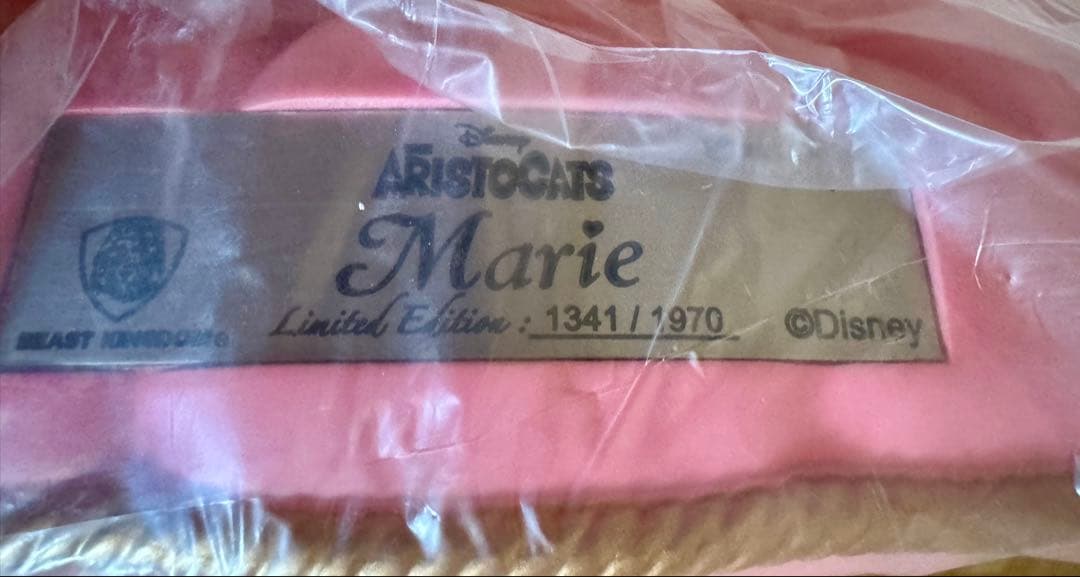 Disney
ARISTOCATS
Marie
Limited Edition : 1341 / 1970
©Disney
BEAST KINGDOM®